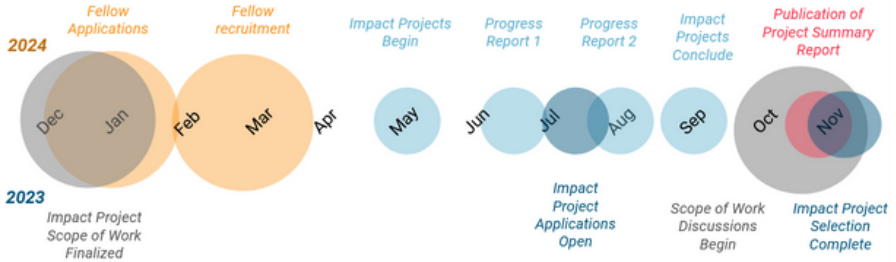 Fellow
Applications
Fellow
recruitment
Impact Projects
Begin
Progress
Report 1
Progress
Report 2
Impact
Projects
Conclude
Publication of
Project Summary
Report
2024
Dec
Jan
Feb
Mar
Apr
May
Jun
Jul
Aug
Sep
Oct
Nov
2023
Impact Project
Scope of Work
Finalized
Impact
Project
Applications
Open
Scope of Work
Discussions
Begin
Impact Project
Selection
Complete